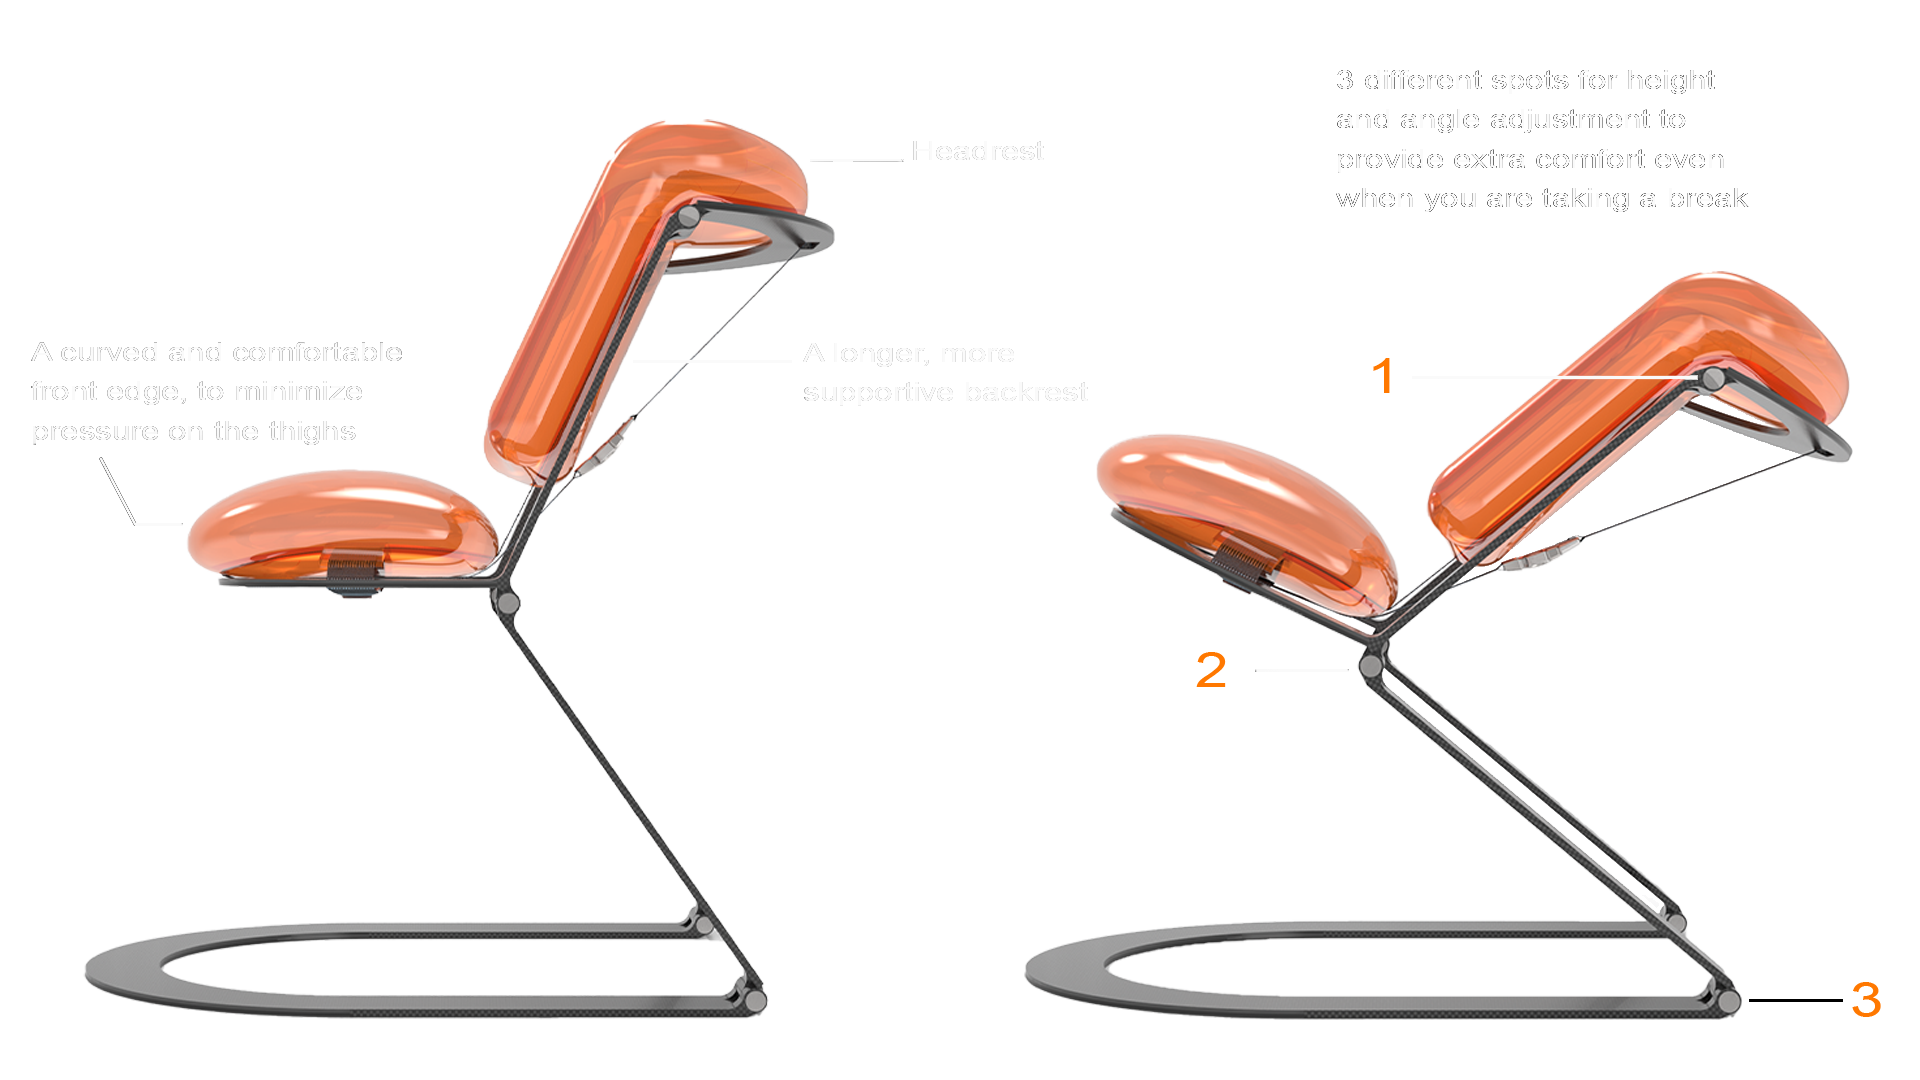 3 different spots for height
and angle adjustment to
provide extra comfort even
when you are taking a break
Headrest
A curved and comfortable
front edge, to minimize
pressure on the thighs
A longer, more
supportive backrest
1
2
3